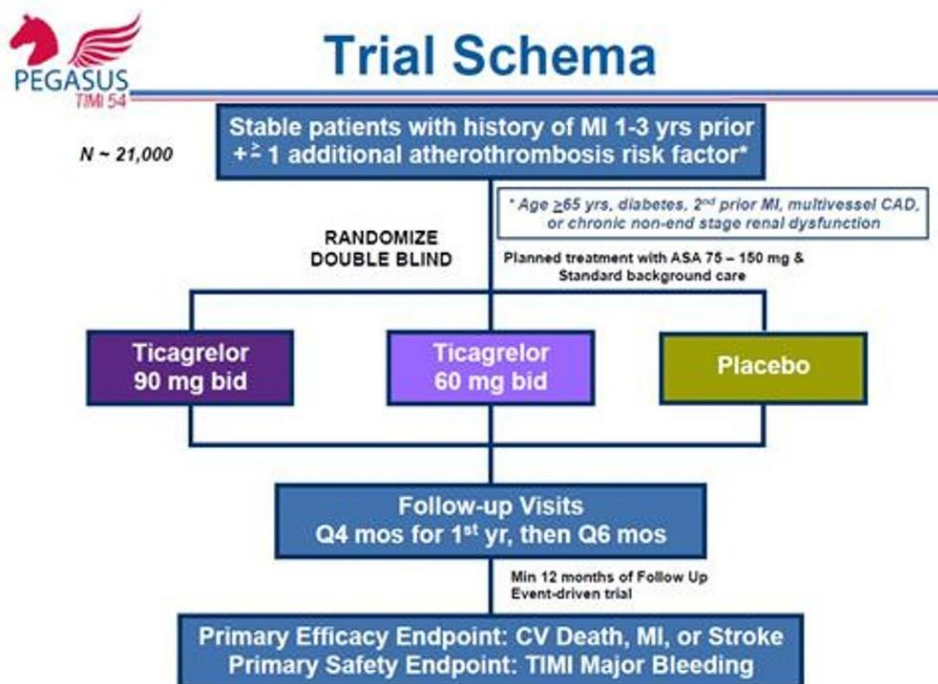 PEGASUS
TIMI 54
Trial Schema
N ~ 21,000
Stable patients with history of MI 1-3 yrs prior
+ ≥ 1 additional atherothrombosis risk factor*
* Age ≥65 yrs, diabetes, 2nd prior MI, multivessel CAD,
or chronic non-end stage renal dysfunction
RANDOMIZE
DOUBLE BLIND
Planned treatment with ASA 75 – 150 mg &
Standard background care
Ticagrelor
90 mg bid
Ticagrelor
60 mg bid
Placebo
Follow-up Visits
Q4 mos for 1st yr, then Q6 mos
Min 12 months of Follow Up
Event-driven trial
Primary Efficacy Endpoint: CV Death, MI, or Stroke
Primary Safety Endpoint: TIMI Major Bleeding